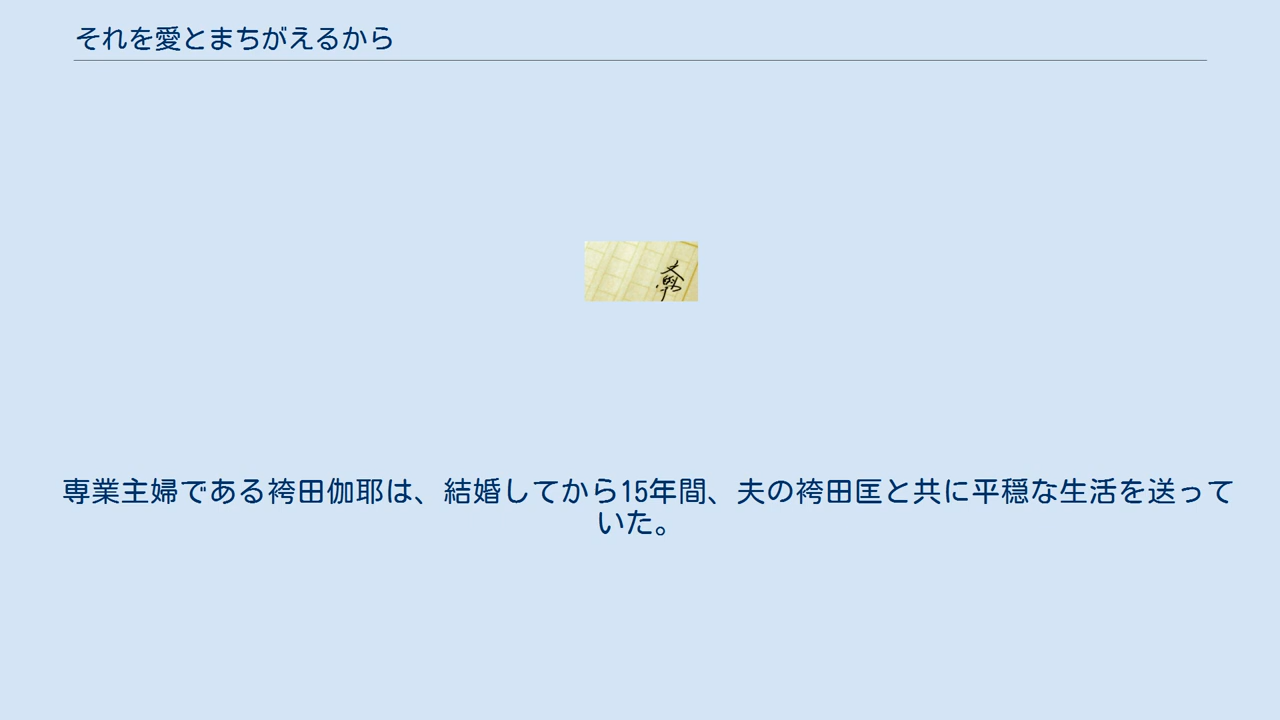 それを愛とまちがえるから
専業主婦である袴田伽耶は、結婚してから15年間、夫の袴田匡と共に平穏な生活を送って
いた。